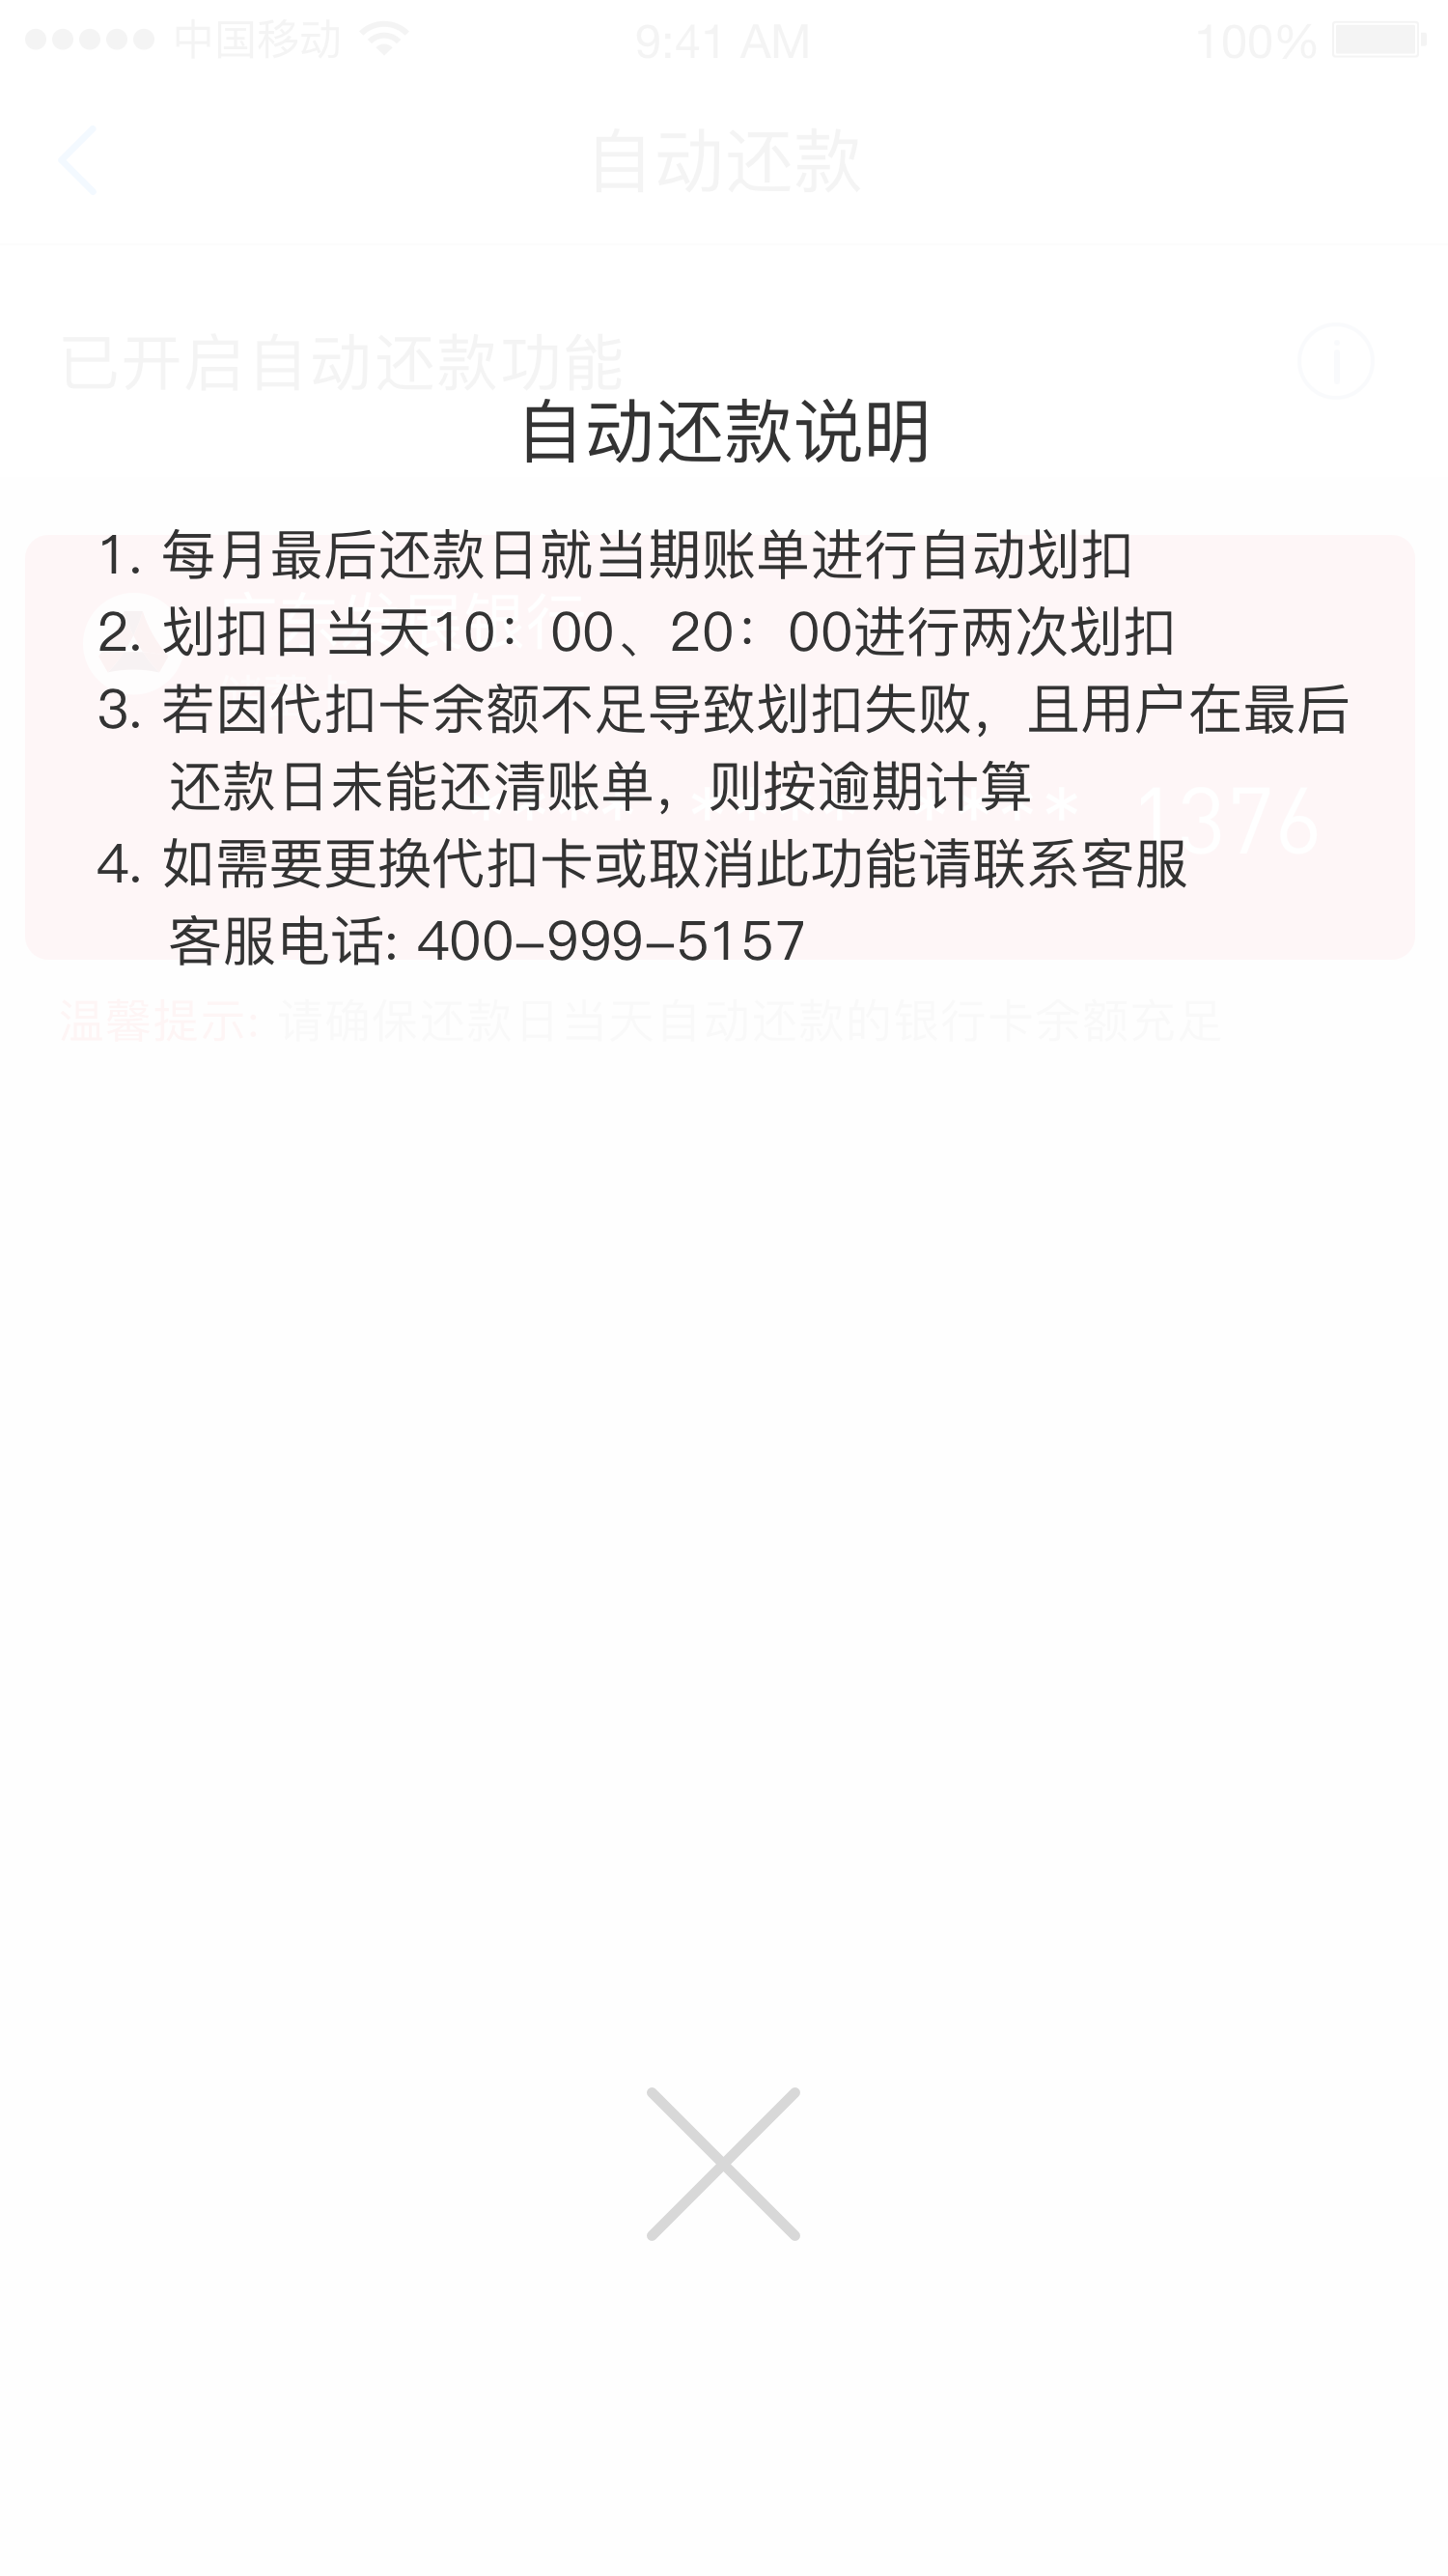 中国移动 9:41 AM 100%
自动还款
已开启自动还款功能
自动还款说明
1. 每月最后还款日就当期账单进行自动划扣
2. 划扣日当天10：00、20：00进行两次划扣
3. 若因代扣卡余额不足导致划扣失败，且用户在最后
还款日未能还清账单，则按逾期计算
**** **** **** 1376
4. 如需要更换代扣卡或取消此功能请联系客服
客服电话: 400-999-5157
温馨提示: 请确保还款日当天自动还款的银行卡余额充足